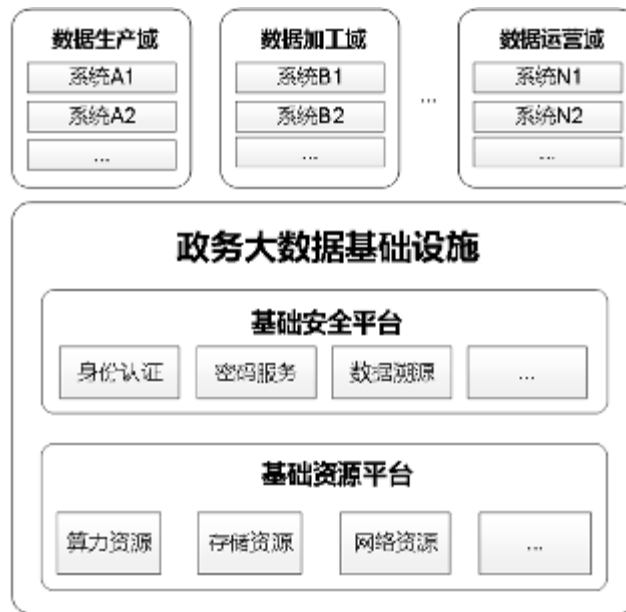 数据生产域
系统A1
系统A2
...
数据加工域
系统B1
系统B2
...
...
数据运营域
系统N1
系统N2
...
政务大数据基础设施
基础安全平台
身份认证
密码服务
数据溯源
...
基础资源平台
算力资源
存储资源
网络资源
...